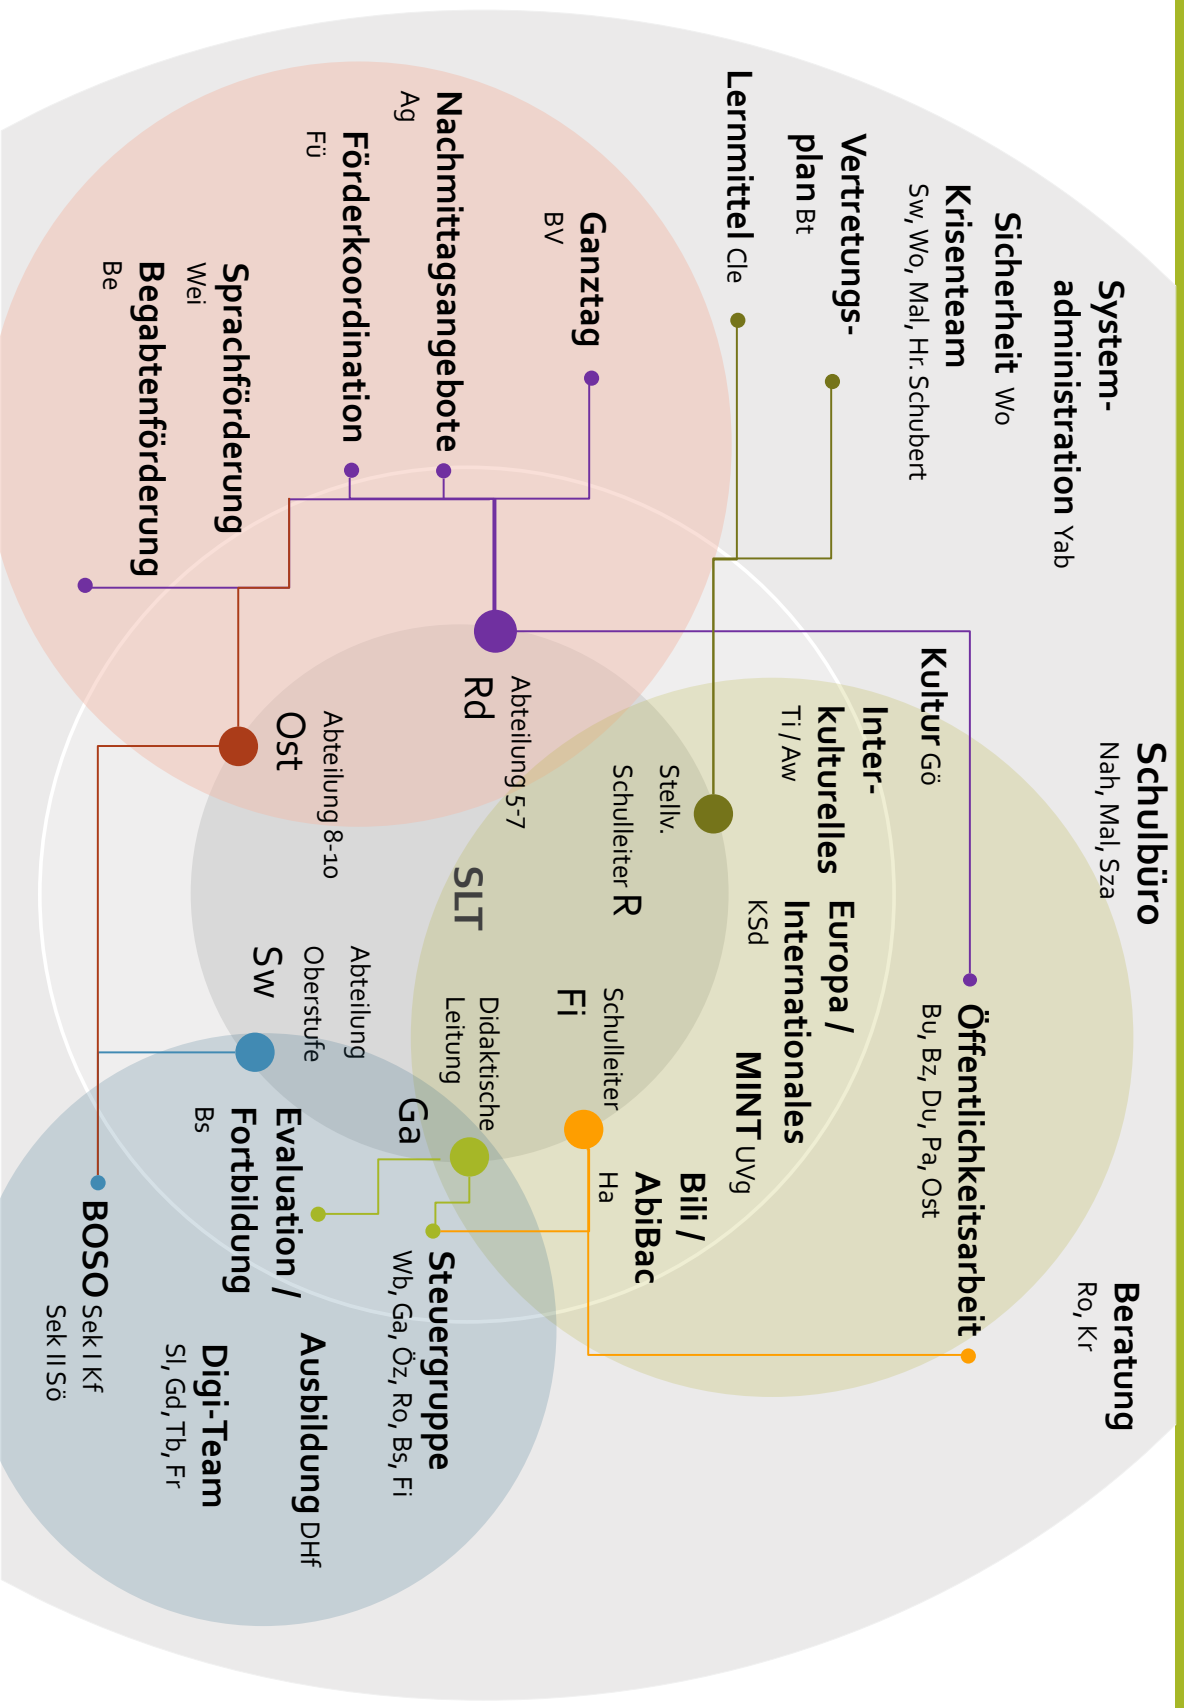 Schulbüro
Nah, Mal, Sza
Beratung
Ro, Kr
System-
administration Yab
Sicherheit Wo
Krisenteam
Sw, Wo, Mal, Hr. Schubert
Vertretungs-
plan Bt
Lernmittel Cle
Kultur Gö
Öffentlichkeitsarbeit
Bu, Bz, Du, Pa, Ost
Inter-
kulturelles
Ti / Aw
Europa /
Internationales
KSd
MINT UVg
Bili /
AbiBac
Ha
Ganztag
BV
Nachmittagsangebote
Ag
Förderkoordination
Fü
Sprachförderung
Wei
Begabtenförderung
Be
Stellv.
Schulleiter R
Schulleiter
Fi
Abteilung 5-7
Rd
SLT
Didaktische
Leitung
Ga
Abteilung 8-10
Ost
Abteilung
Oberstufe
Sw
Steuergruppe
Wb, Ga, Öz, Ro, Bs, Fi
Evaluation /
Fortbildung
Bs
Ausbildung DHf
Digi-Team
Sl, Gd, Tb, Fr
BOSO Sek I Kf
Sek II Sö